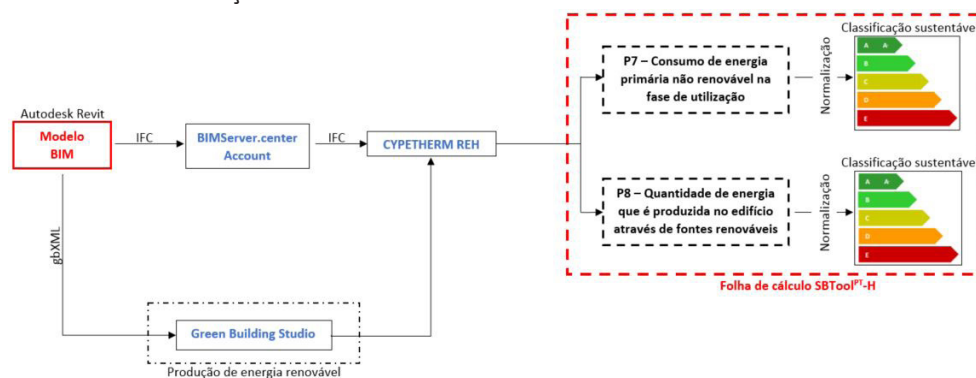 Autodesk Revit
Modelo
BIM
IFC
BIMServer.center
Account
IFC
CYPETHERM REH
gbXML
Green Building Studio
Produção de energia renovável
P7 – Consumo de energia
primária não renovável na
fase de utilização
Normalização
Classificação sustentáve
A A
B
C
D
E
P8 – Quantidade de energia
que é produzida no edifício
através de fontes renováveis
Normalização
Classificação sustentáve
A A
B
C
D
E
Folha de cálculo SBToolPT-H